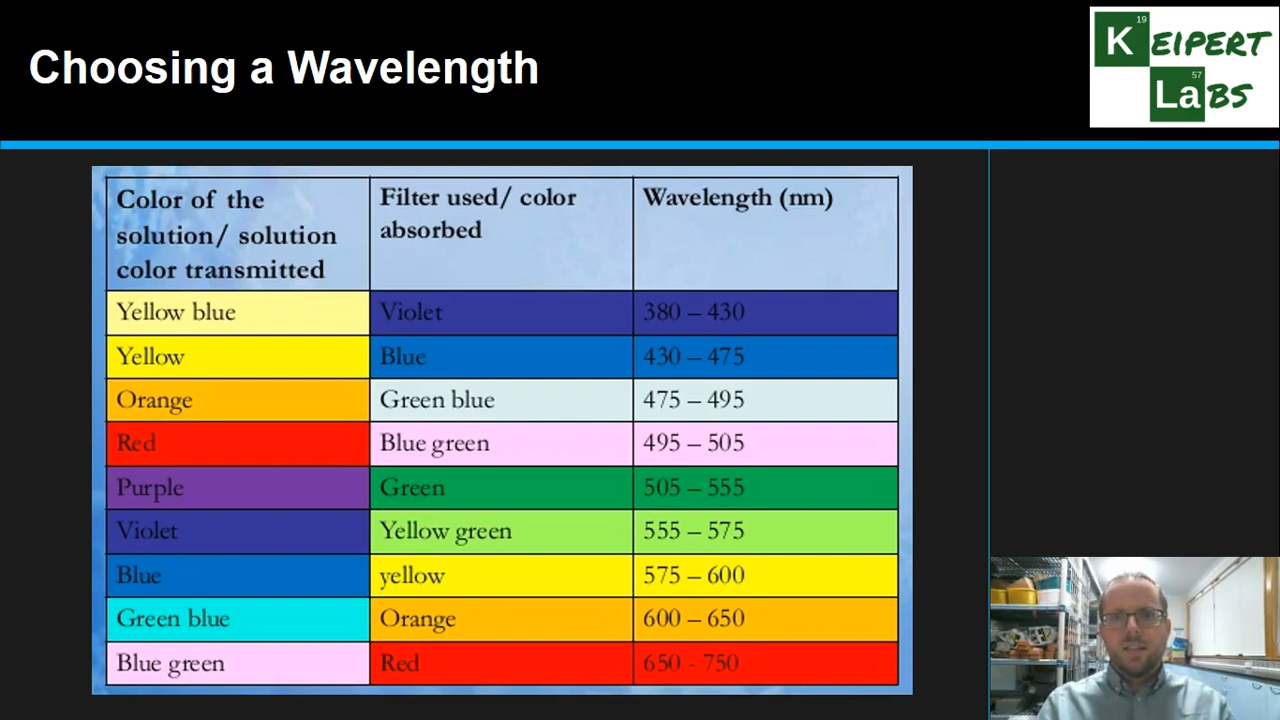 Choosing a Wavelength
19
KEIPERT
57
LaBS
Color of the
solution/ solution
color transmitted
Filter used/ color
absorbed
Wavelength (nm)
Yellow blue Violet 380 – 430
Yellow Blue 430 – 475
Orange Green blue 475 – 495
Red Blue green 495 – 505
Purple Green 505 – 555
Violet Yellow green 555 – 575
Blue yellow 575 – 600
Green blue Orange 600 – 650
Blue green Red 650 - 750